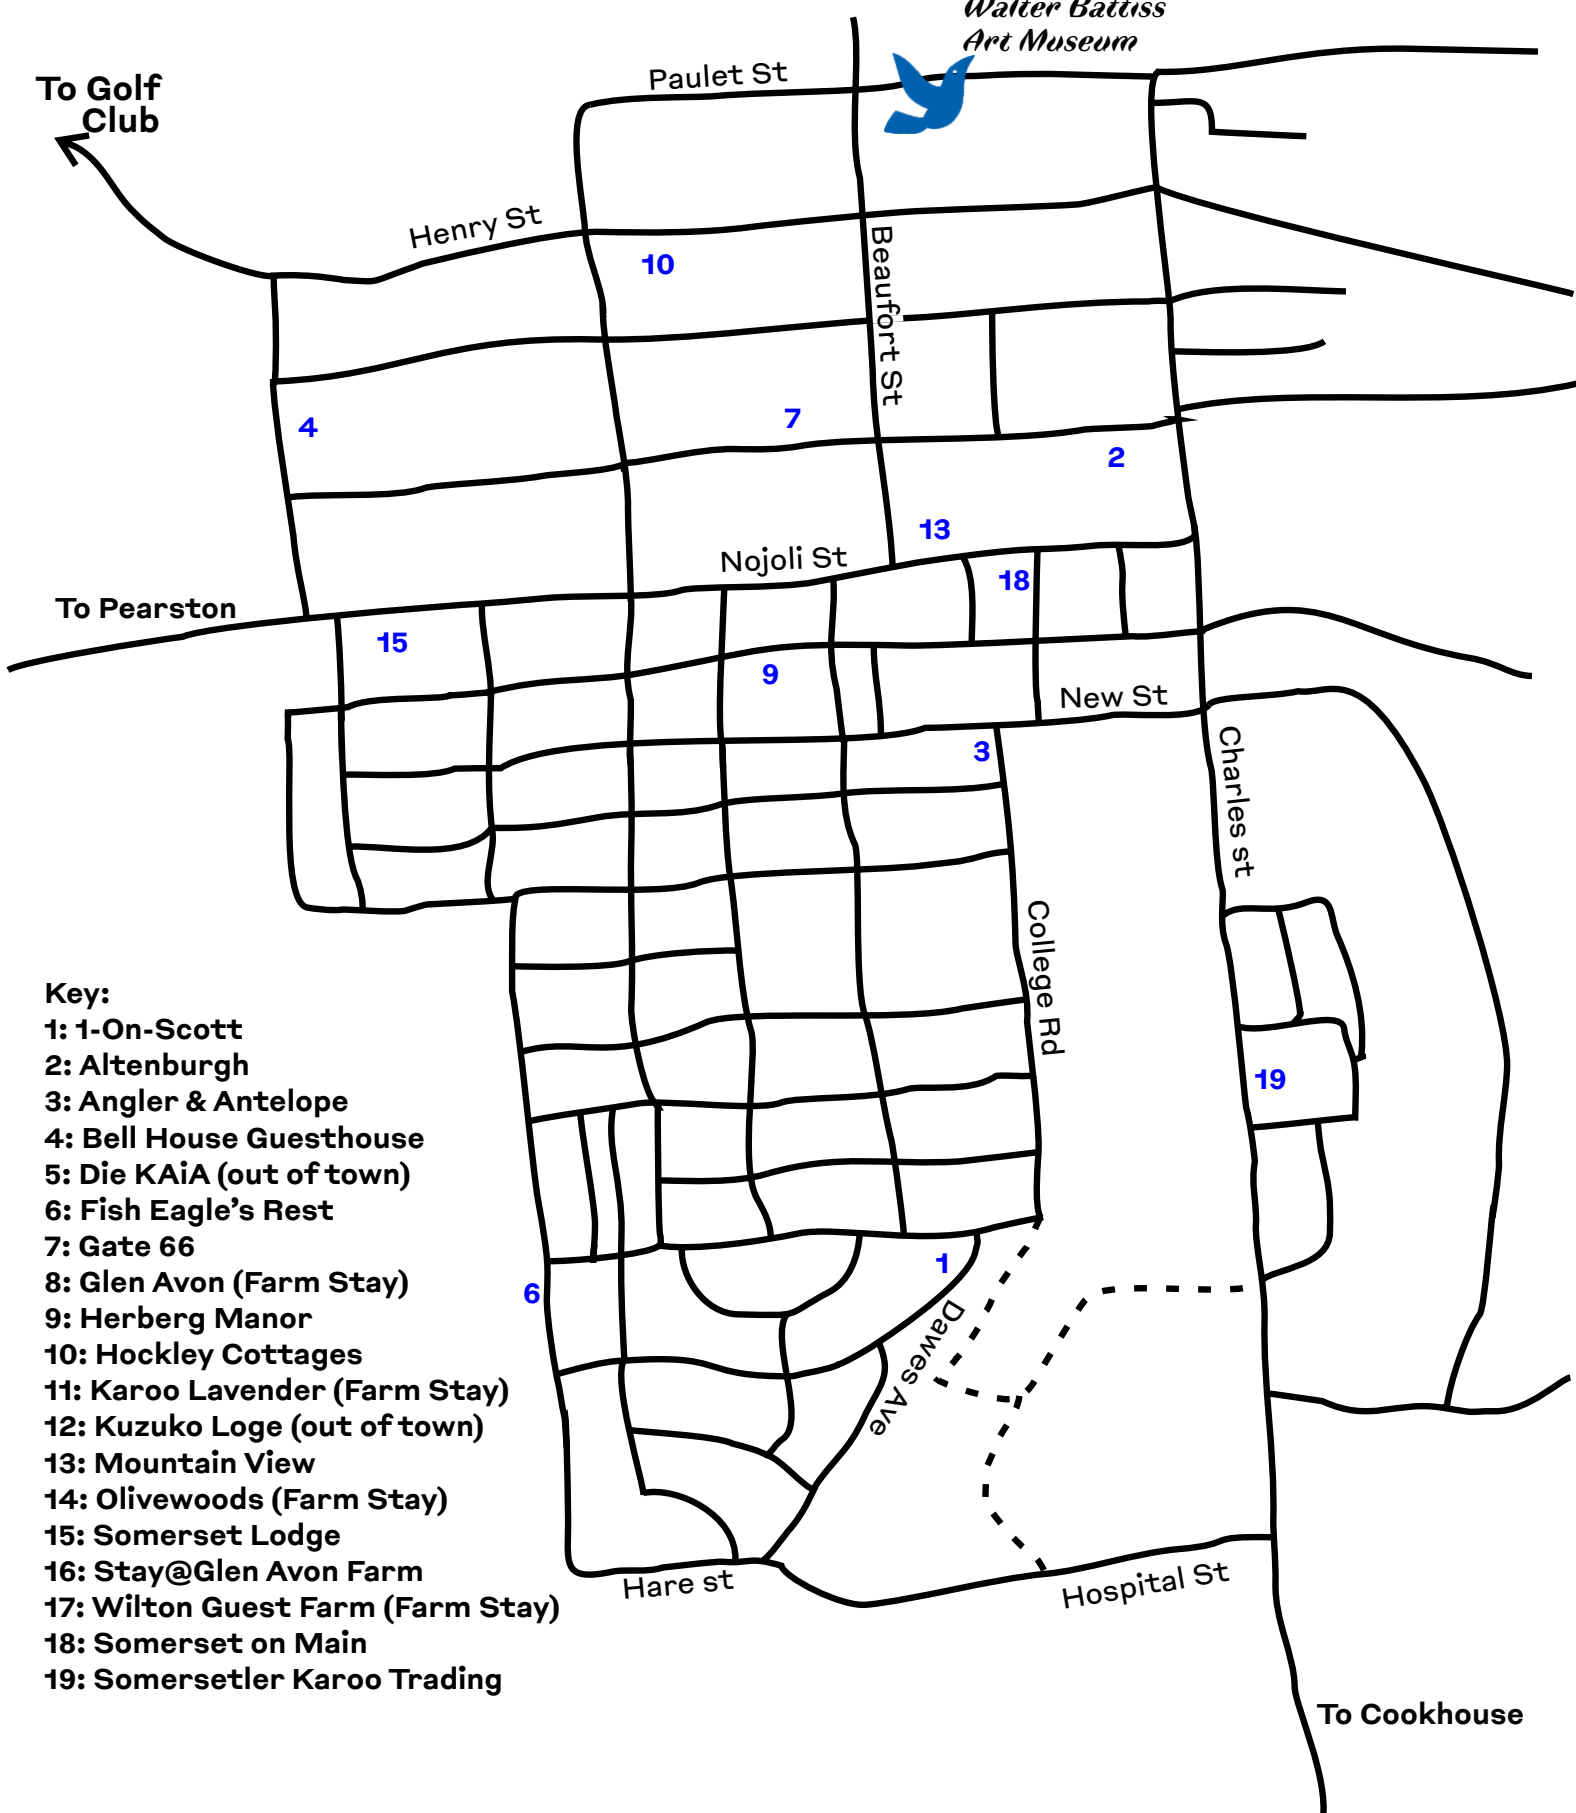 Walter Battiss
Art Museum
To Golf
Club
Paulet St
Henry St
10
Beaufort St
4
7
2
13
Nojoli St
18
To Pearston
15
9
New St
3
Charles st
College Rd
19
1
6
Dawes Ave
Hare st
Hospital St
To Cookhouse
Key:
1: 1-On-Scott
2: Altenburgh
3: Angler & Antelope
4: Bell House Guesthouse
5: Die KAiA (out of town)
6: Fish Eagle’s Rest
7: Gate 66
8: Glen Avon (Farm Stay)
9: Herberg Manor
10: Hockley Cottages
11: Karoo Lavender (Farm Stay)
12: Kuzuko Loge (out of town)
13: Mountain View
14: Olivewoods (Farm Stay)
15: Somerset Lodge
16: Stay@Glen Avon Farm
17: Wilton Guest Farm (Farm Stay)
18: Somerset on Main
19: Somersetler Karoo Trading